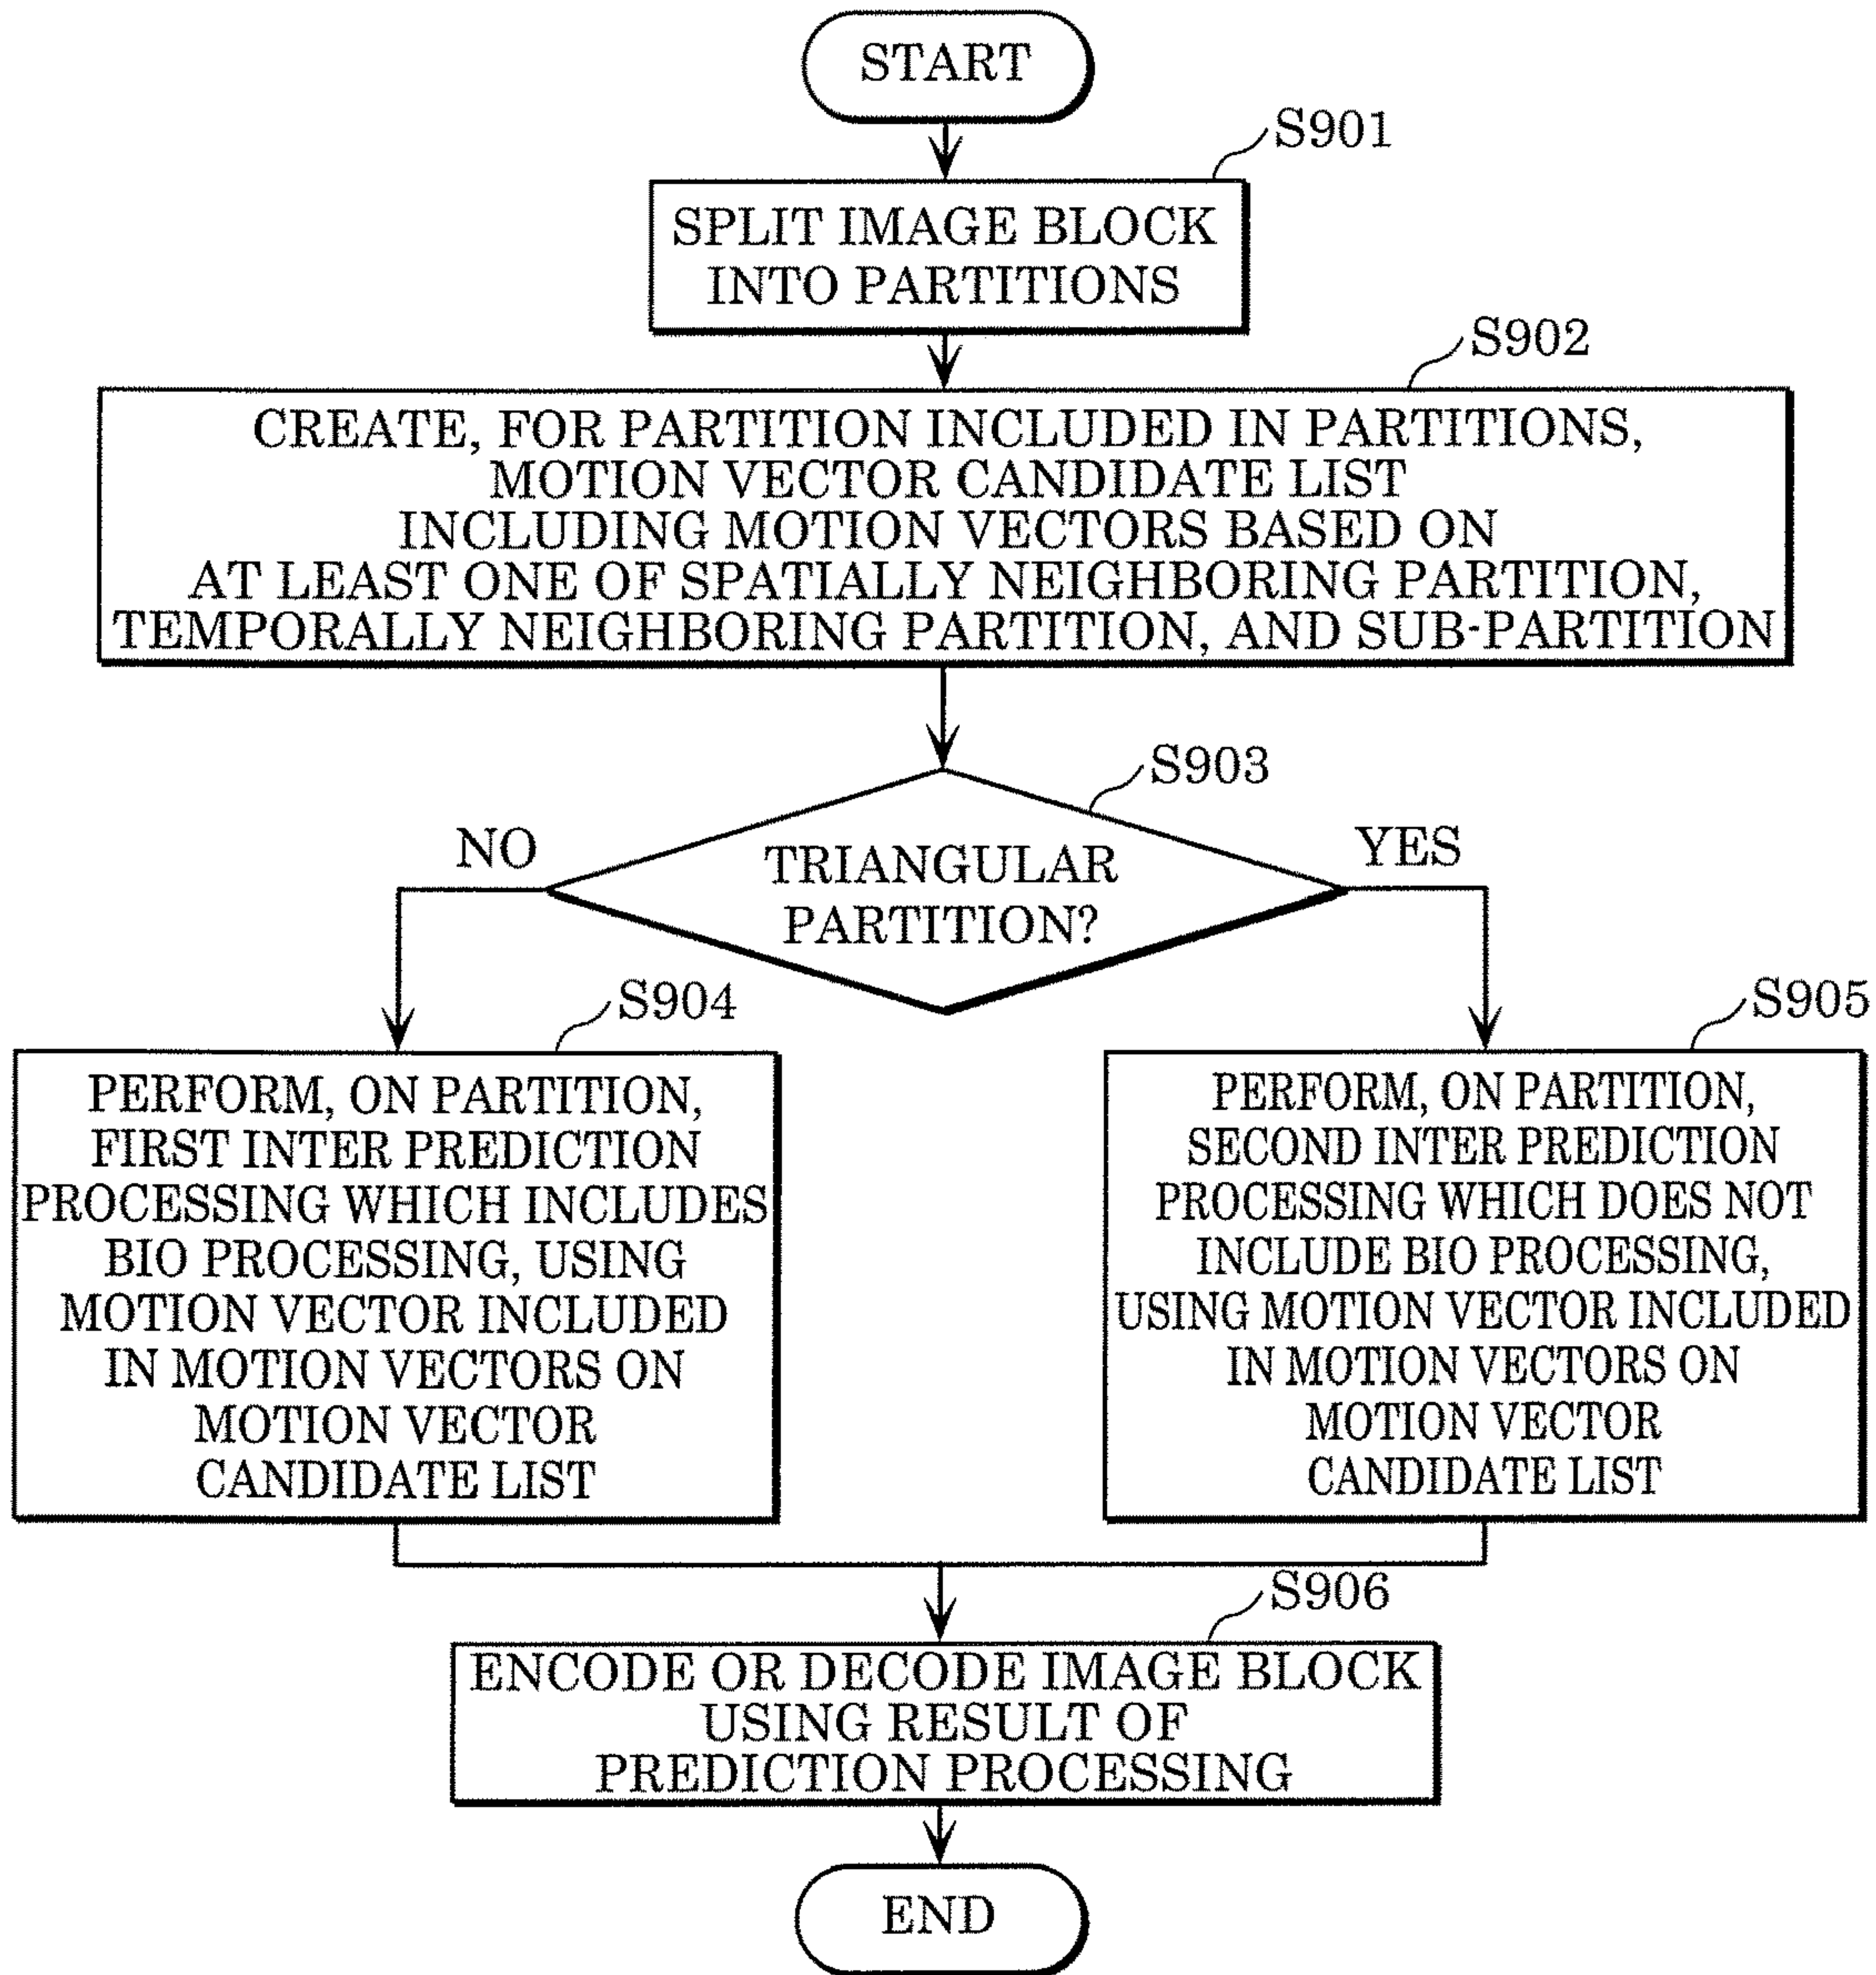 START
S901
SPLIT IMAGE BLOCK
INTO PARTITIONS
S902
CREATE, FOR PARTITION INCLUDED IN PARTITIONS,
MOTION VECTOR CANDIDATE LIST
INCLUDING MOTION VECTORS BASED ON
AT LEAST ONE OF SPATIALLY NEIGHBORING PARTITION,
TEMPORALLY NEIGHBORING PARTITION, AND SUB-PARTITION
S903
NO
YES
TRIANGULAR
PARTITION?
S904
PERFORM, ON PARTITION,
FIRST INTER PREDICTION
PROCESSING WHICH INCLUDES
BIO PROCESSING, USING
MOTION VECTOR INCLUDED
IN MOTION VECTORS ON
MOTION VECTOR
CANDIDATE LIST
S905
PERFORM, ON PARTITION,
SECOND INTER PREDICTION
PROCESSING WHICH DOES NOT
INCLUDE BIO PROCESSING,
USING MOTION VECTOR INCLUDED
IN MOTION VECTORS ON
MOTION VECTOR
CANDIDATE LIST
S906
ENCODE OR DECODE IMAGE BLOCK
USING RESULT OF
PREDICTION PROCESSING
END